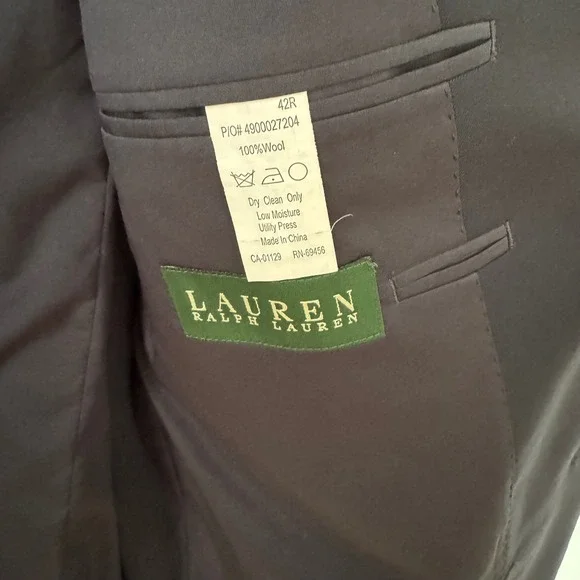 42R
P/O# 4900027204
100%Wool
Dry Clean Only
Low Moisture
Utility Press
Made In China
CA-01129 RN-69456
LAUREN
RALPH LAUREN